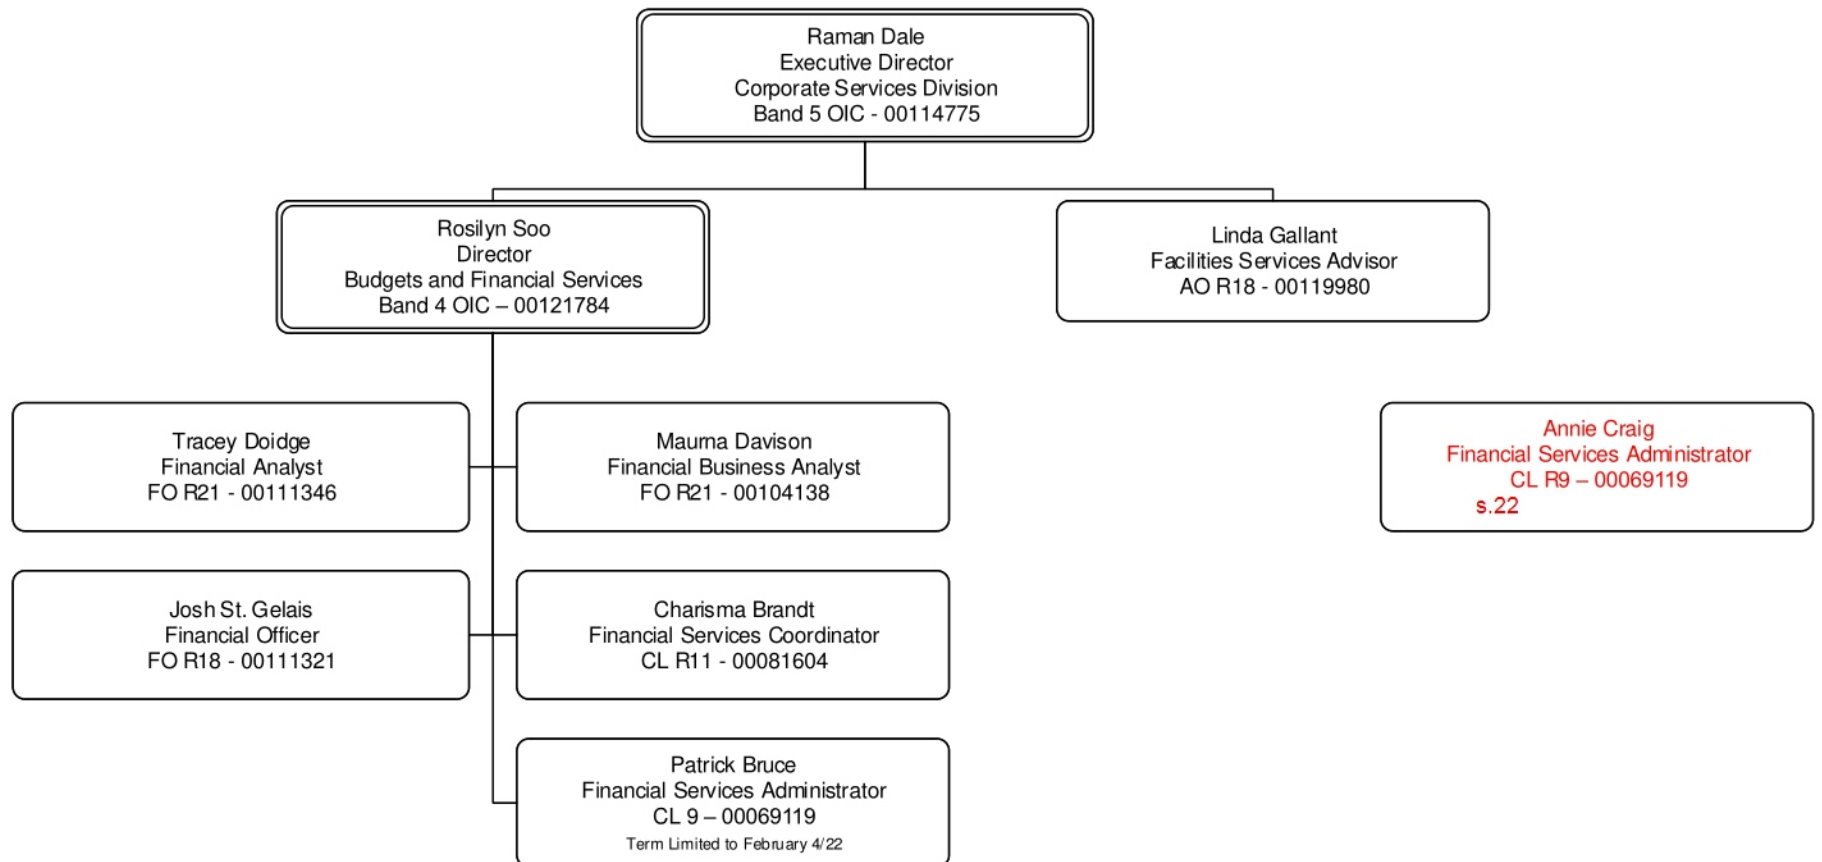 Raman Dale
Executive Director
Corporate Services Division
Band 5 OIC - 00114775
Rosilyn Soo
Director
Budgets and Financial Services
Band 4 OIC – 00121784
Linda Gallant
Facilities Services Advisor
AO R18 - 00119980
Tracey Doidge
Financial Analyst
FO R21 - 00111346
Maurna Davison
Financial Business Analyst
FO R21 - 00104138
Annie Craig
Financial Services Administrator
CL R9 – 00069119
s.22
Josh St. Gelais
Financial Officer
FO R18 - 00111321
Charisma Brandt
Financial Services Coordinator
CL R11 - 00081604
Patrick Bruce
Financial Services Administrator
CL 9 – 00069119
Term Limited to February 4/22